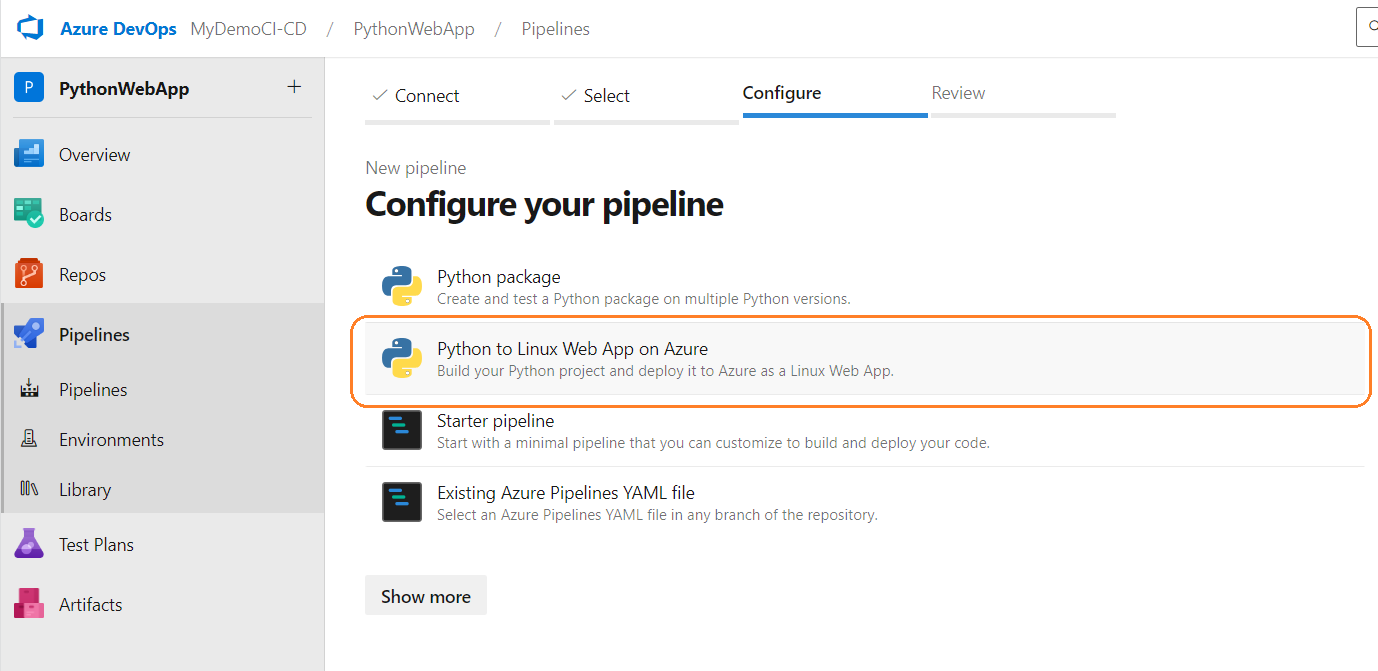 Azure DevOps MyDemoCI-CD / PythonWebApp / Pipelines
P PythonWebApp +
Overview
Boards
Repos
Pipelines
Pipelines
Environments
Library
Test Plans
Artifacts
Connect Select Configure Review
New pipeline
Configure your pipeline
Python package
Create and test a Python package on multiple Python versions.
Python to Linux Web App on Azure
Build your Python project and deploy it to Azure as a Linux Web App.
Starter pipeline
Start with a minimal pipeline that you can customize to build and deploy your code.
Existing Azure Pipelines YAML file
Select an Azure Pipelines YAML file in any branch of the repository.
Show more